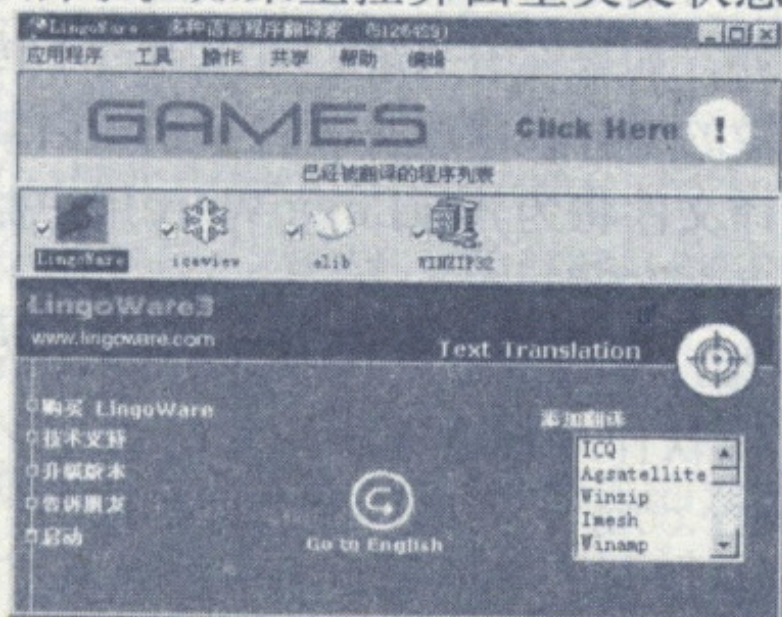 LingoWare - 多种语言程序翻译家
应用程序 工具 操作 共享 帮助 编辑
GAMES Click Here !
已经被翻译的程序列表
LingoWare iceview elib WINZIP32
LingoWare3
www.lingoware.com
Text Translation
购买 LingoWare
技术支持
升级版本
告诉朋友
启动
Go to English
添加翻译
ICQ
Agsatellite
Winzip
Imesh
Winamp